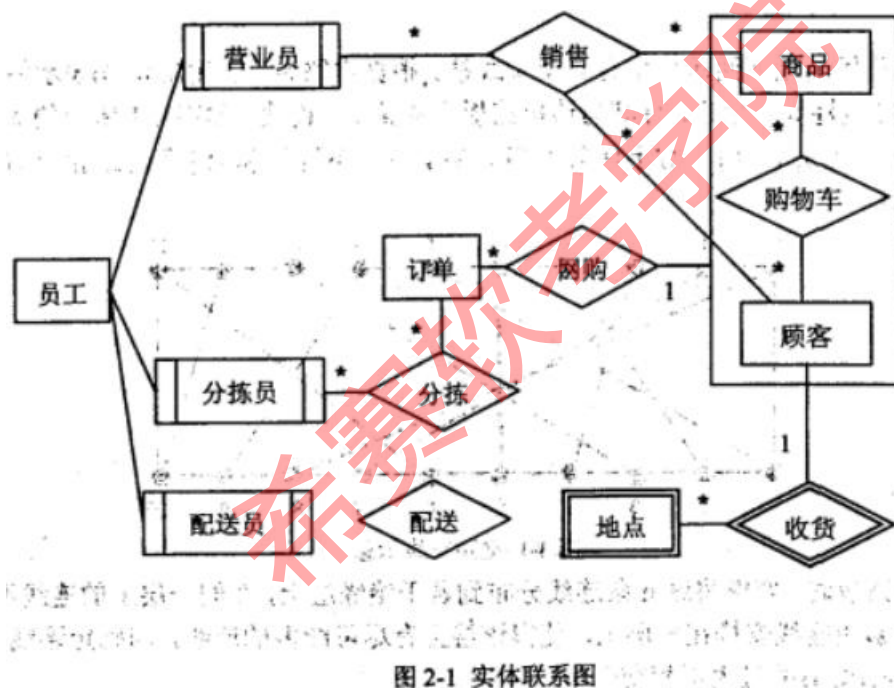 营业员
*
销售
*
商品
*
*
购物车
员工
订单
*
网购
1
*
顾客
*
分拣员
*
分拣
1
配送员
配送
地点
*
收货
希赛软考学院
图 2-1 实体联系图